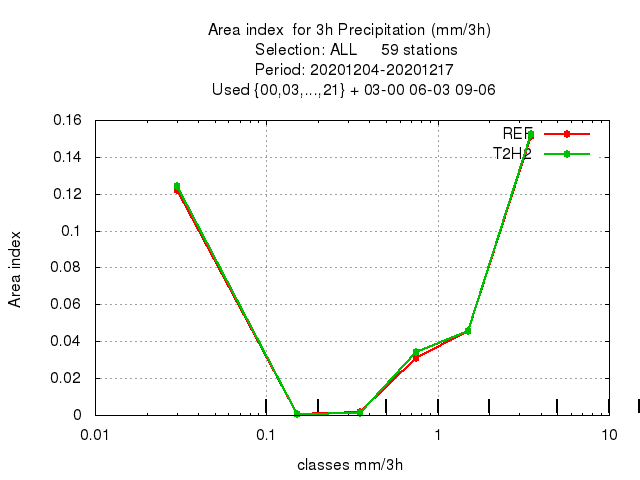 Area index  for 3h Precipitation (mm/3h)
Selection: ALL     59 stations
Period: 20201204-20201217
Used {00,03,...,21} + 03-00 06-03 09-06
REF
T2H2
0.16
0.14
0.12
0.1
0.08
0.06
0.04
0.02
0
Area index
0.01
0.1
1
10
classes mm/3h